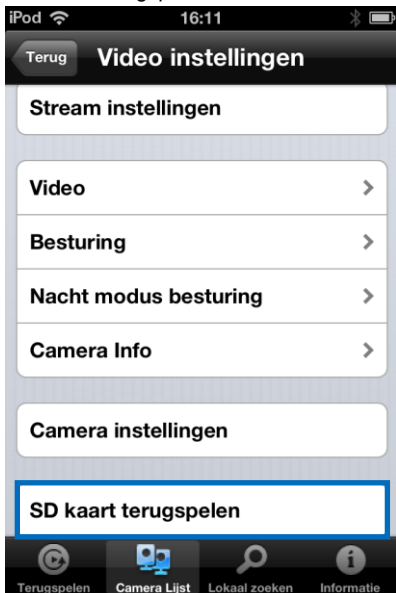 iPod 16:11
Terug Video instellingen
Stream instellingen
Video
Besturing
Nacht modus besturing
Camera Info
Camera instellingen
SD kaart terugspelen
Terugspelen Camera Lijst Lokaal zoeken Informatie